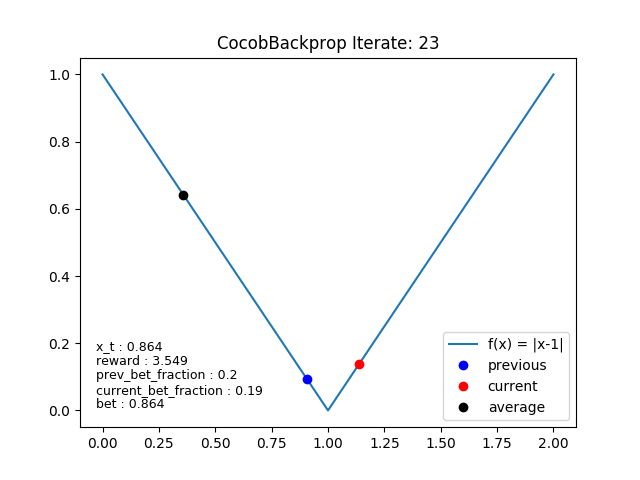 CocobBackprop Iterate: 23
1.0
0.8
0.6
0.4
0.2
0.0
x_t : 0.864
reward : 3.549
prev_bet_fraction : 0.2
current_bet_fraction : 0.19
bet : 0.864
f(x) = |x-1|
previous
current
average
0.00 0.25 0.50 0.75 1.00 1.25 1.50 1.75 2.00